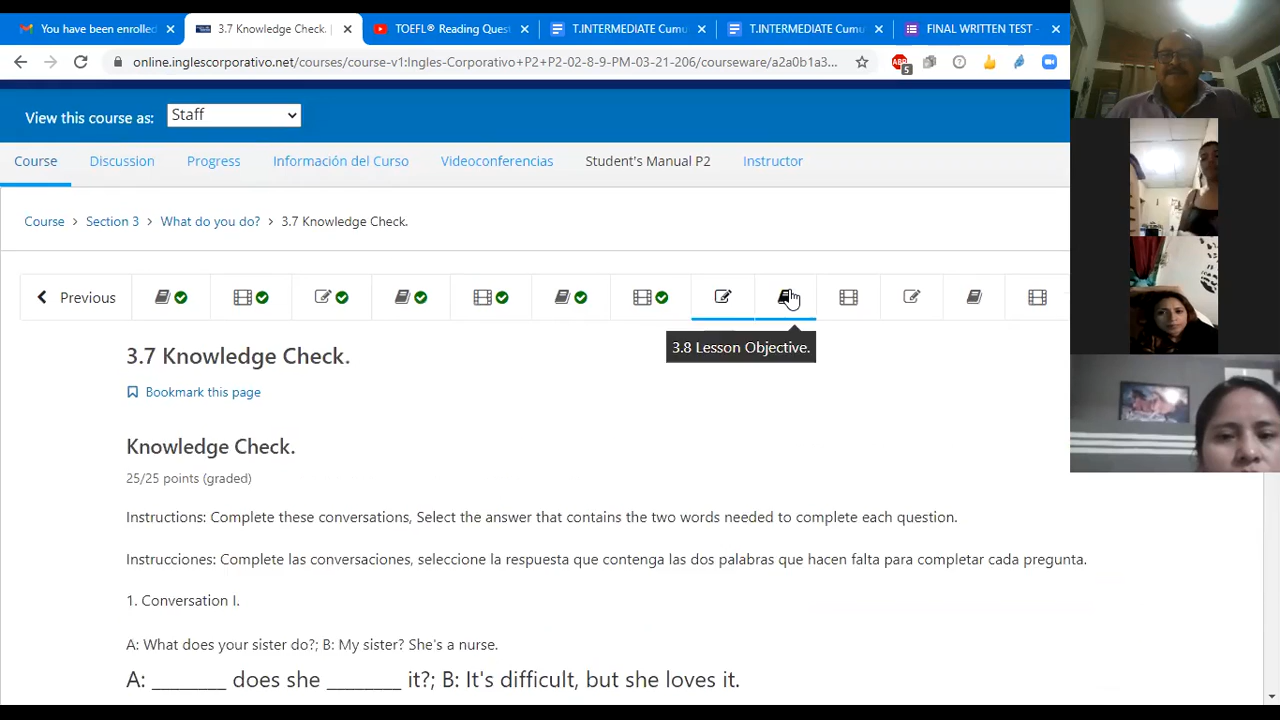 You have been enrolled
3.7 Knowledge Check.
TOEFL® Reading Quest
T.INTERMEDIATE Cumu
T.INTERMEDIATE Cumu
FINAL WRITTEN TEST -
online.inglescorporativo.net/courses/course-v1:Ingles-Corporativo+P2+P2-02-8-9-PM-03-21-206/courseware/a2a0b1a3...
ABP
5
View this course as:
Staff
Course
Discussion
Progress
Información del Curso
Videoconferencias
Student's Manual P2
Instructor
Course > Section 3 > What do you do? > 3.7 Knowledge Check.
Previous
3.8 Lesson Objective.
3.7 Knowledge Check.
Bookmark this page
Knowledge Check.
25/25 points (graded)
Instructions: Complete these conversations, Select the answer that contains the two words needed to complete each question.
Instrucciones: Complete las conversaciones, seleccione la respuesta que contenga las dos palabras que hacen falta para completar cada pregunta.
1. Conversation I.
A: What does your sister do?; B: My sister? She's a nurse.
A: ________ does she ________ it?; B: It's difficult, but she loves it.